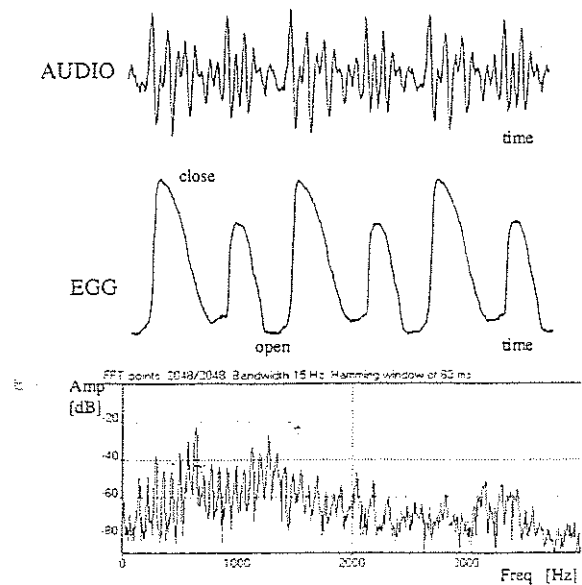 AUDIO
time
close
EGG
open
time
FFT points: 2048/2048 Bandwidth 15 Hz Hamming window of 63 ms
Amp
[dB]
-20
-40
-60
-80
0
1000
2000
3000
Freq [Hz]